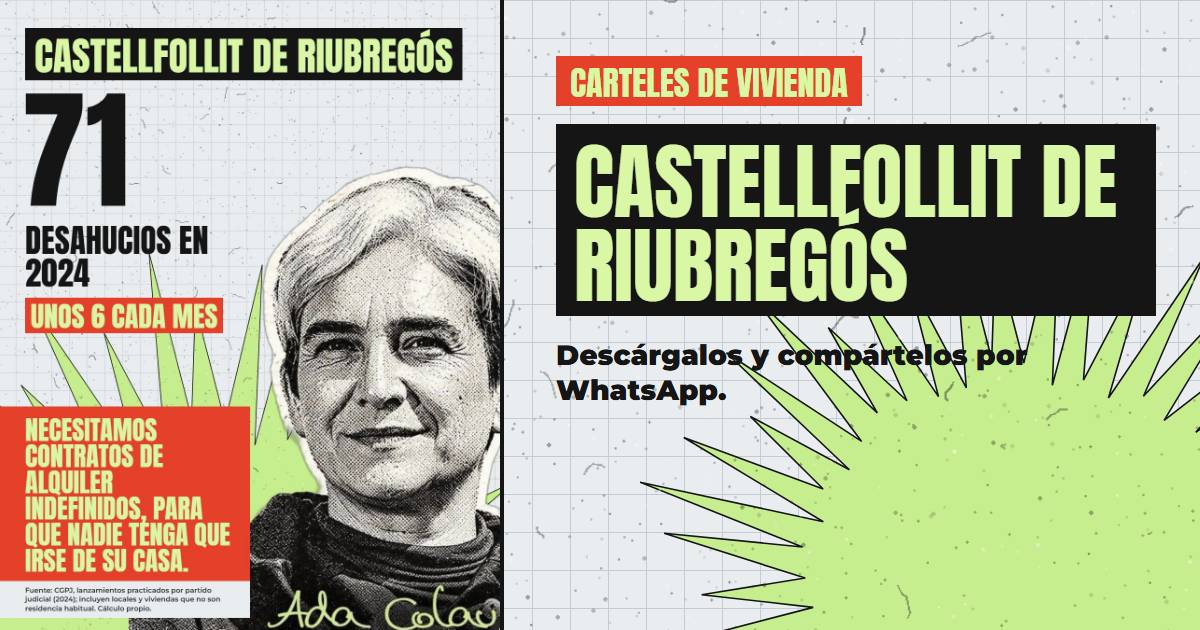 CASTELLFOLLIT DE RIUBREGÓS
71
DESAHUCIOS EN
2024
UNOS 6 CADA MES
NECESITAMOS
CONTRATOS DE
ALQUILER
INDEFINIDOS, PARA
QUE NADIE TENGA QUE
IRSE DE SU CASA.
Fuente: CGPJ, lanzamientos practicados por partido
judicial (2024); incluyen locales y viviendas que no son
residencia habitual. Cálculo propio.
Ada Colau
CARTELES DE VIVIENDA
CASTELLFOLLIT DE
RIUBREGÓS
Descárgalos y compártelos por
WhatsApp.